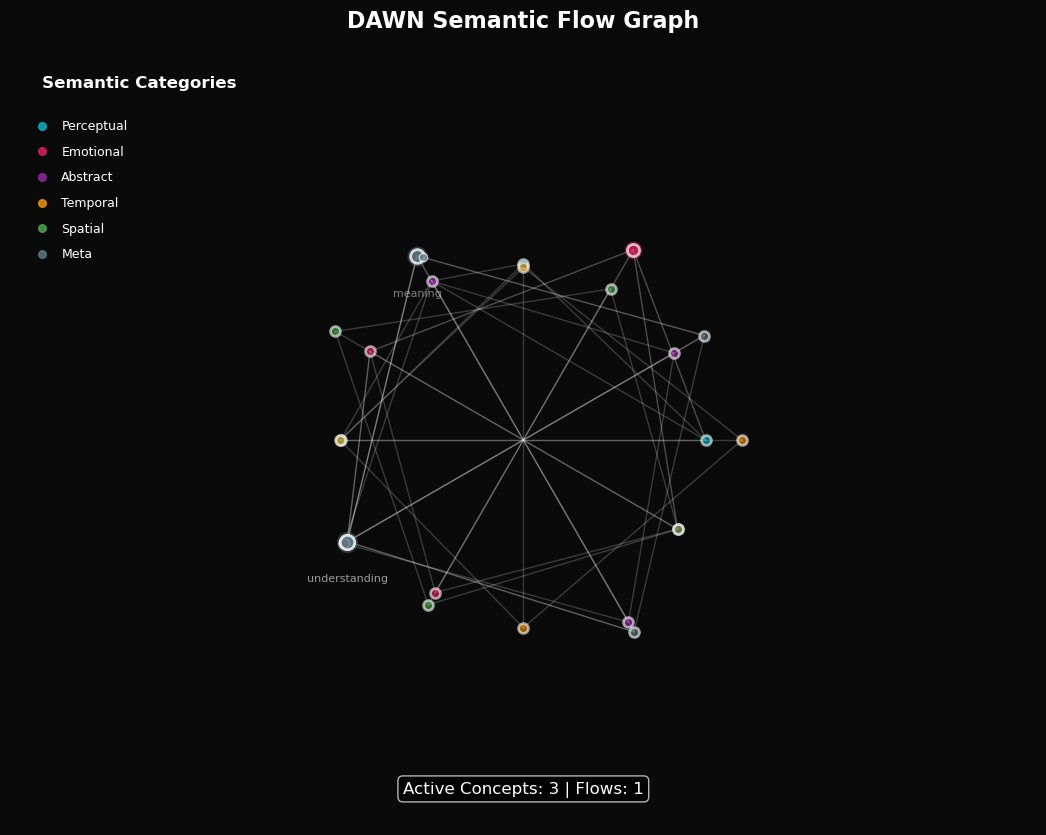 DAWN Semantic Flow Graph
Semantic Categories
Perceptual
Emotional
Abstract
Temporal
Spatial
Meta
meaning
understanding
Active Concepts: 3 | Flows: 1